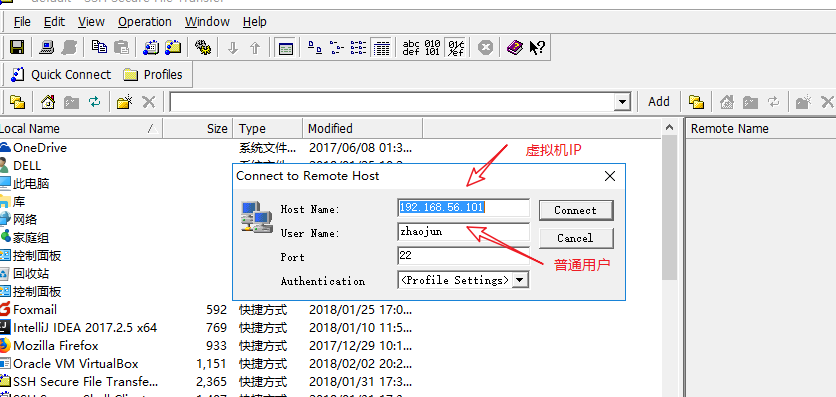 File Edit View Operation Window Help
abc 010
def 101
Quick Connect Profiles
Add
Local Name / Size Type Modified Remote Name
OneDrive 系统文件... 2017/06/08 01:3...
DELL
此电脑
库
网络
家庭组
控制面板
回收站
控制面板
Foxmail 592 快捷方式 2018/01/25 17:0...
IntelliJ IDEA 2017.2.5 x64 769 快捷方式 2018/01/10 11:5...
Mozilla Firefox 933 快捷方式 2017/12/29 10:1...
Oracle VM VirtualBox 1,151 快捷方式 2018/02/02 20:2...
SSH Secure File Transfe... 2,365 快捷方式 2018/01/31 17:3...
虚拟机IP
Connect to Remote Host
Host Name: 192.168.56.101 Connect
User Name: zhaojun Cancel
普通用户
Port 22
Authentication <Profile Settings>